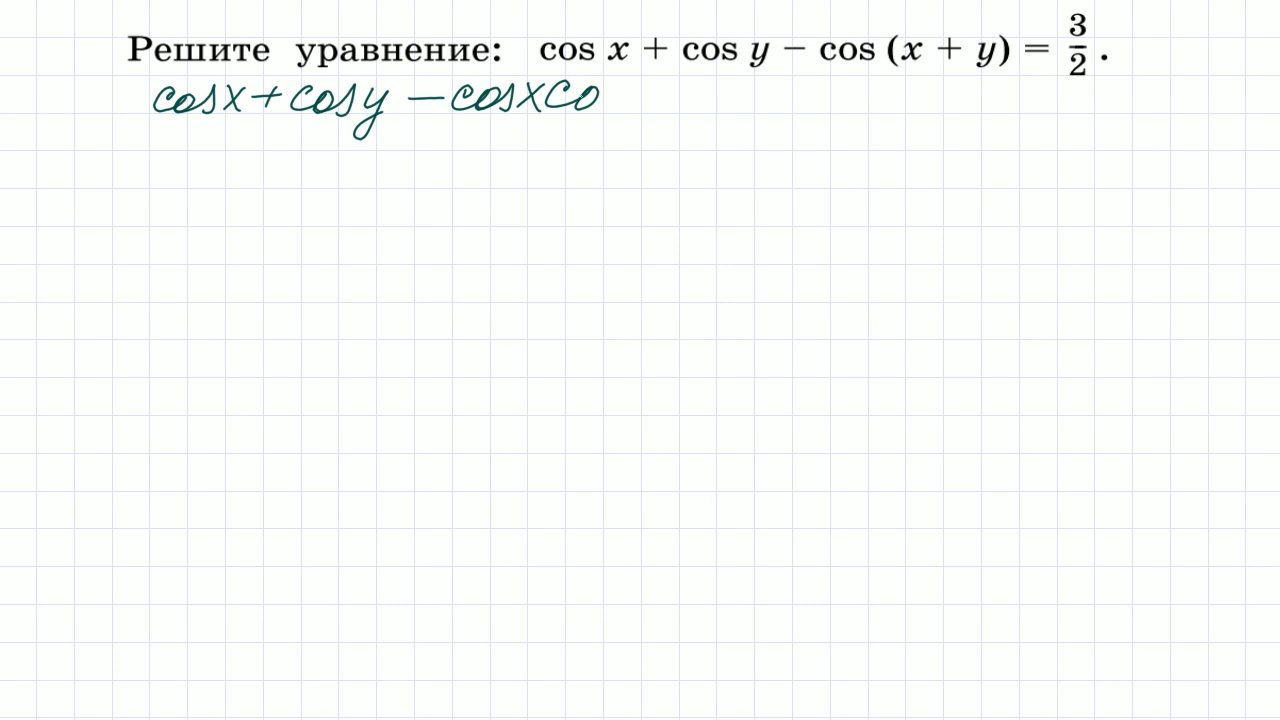 Решите уравнение: cos x + cos y − cos (x + y) = 3/2 .
cosx + cosy − cosxco